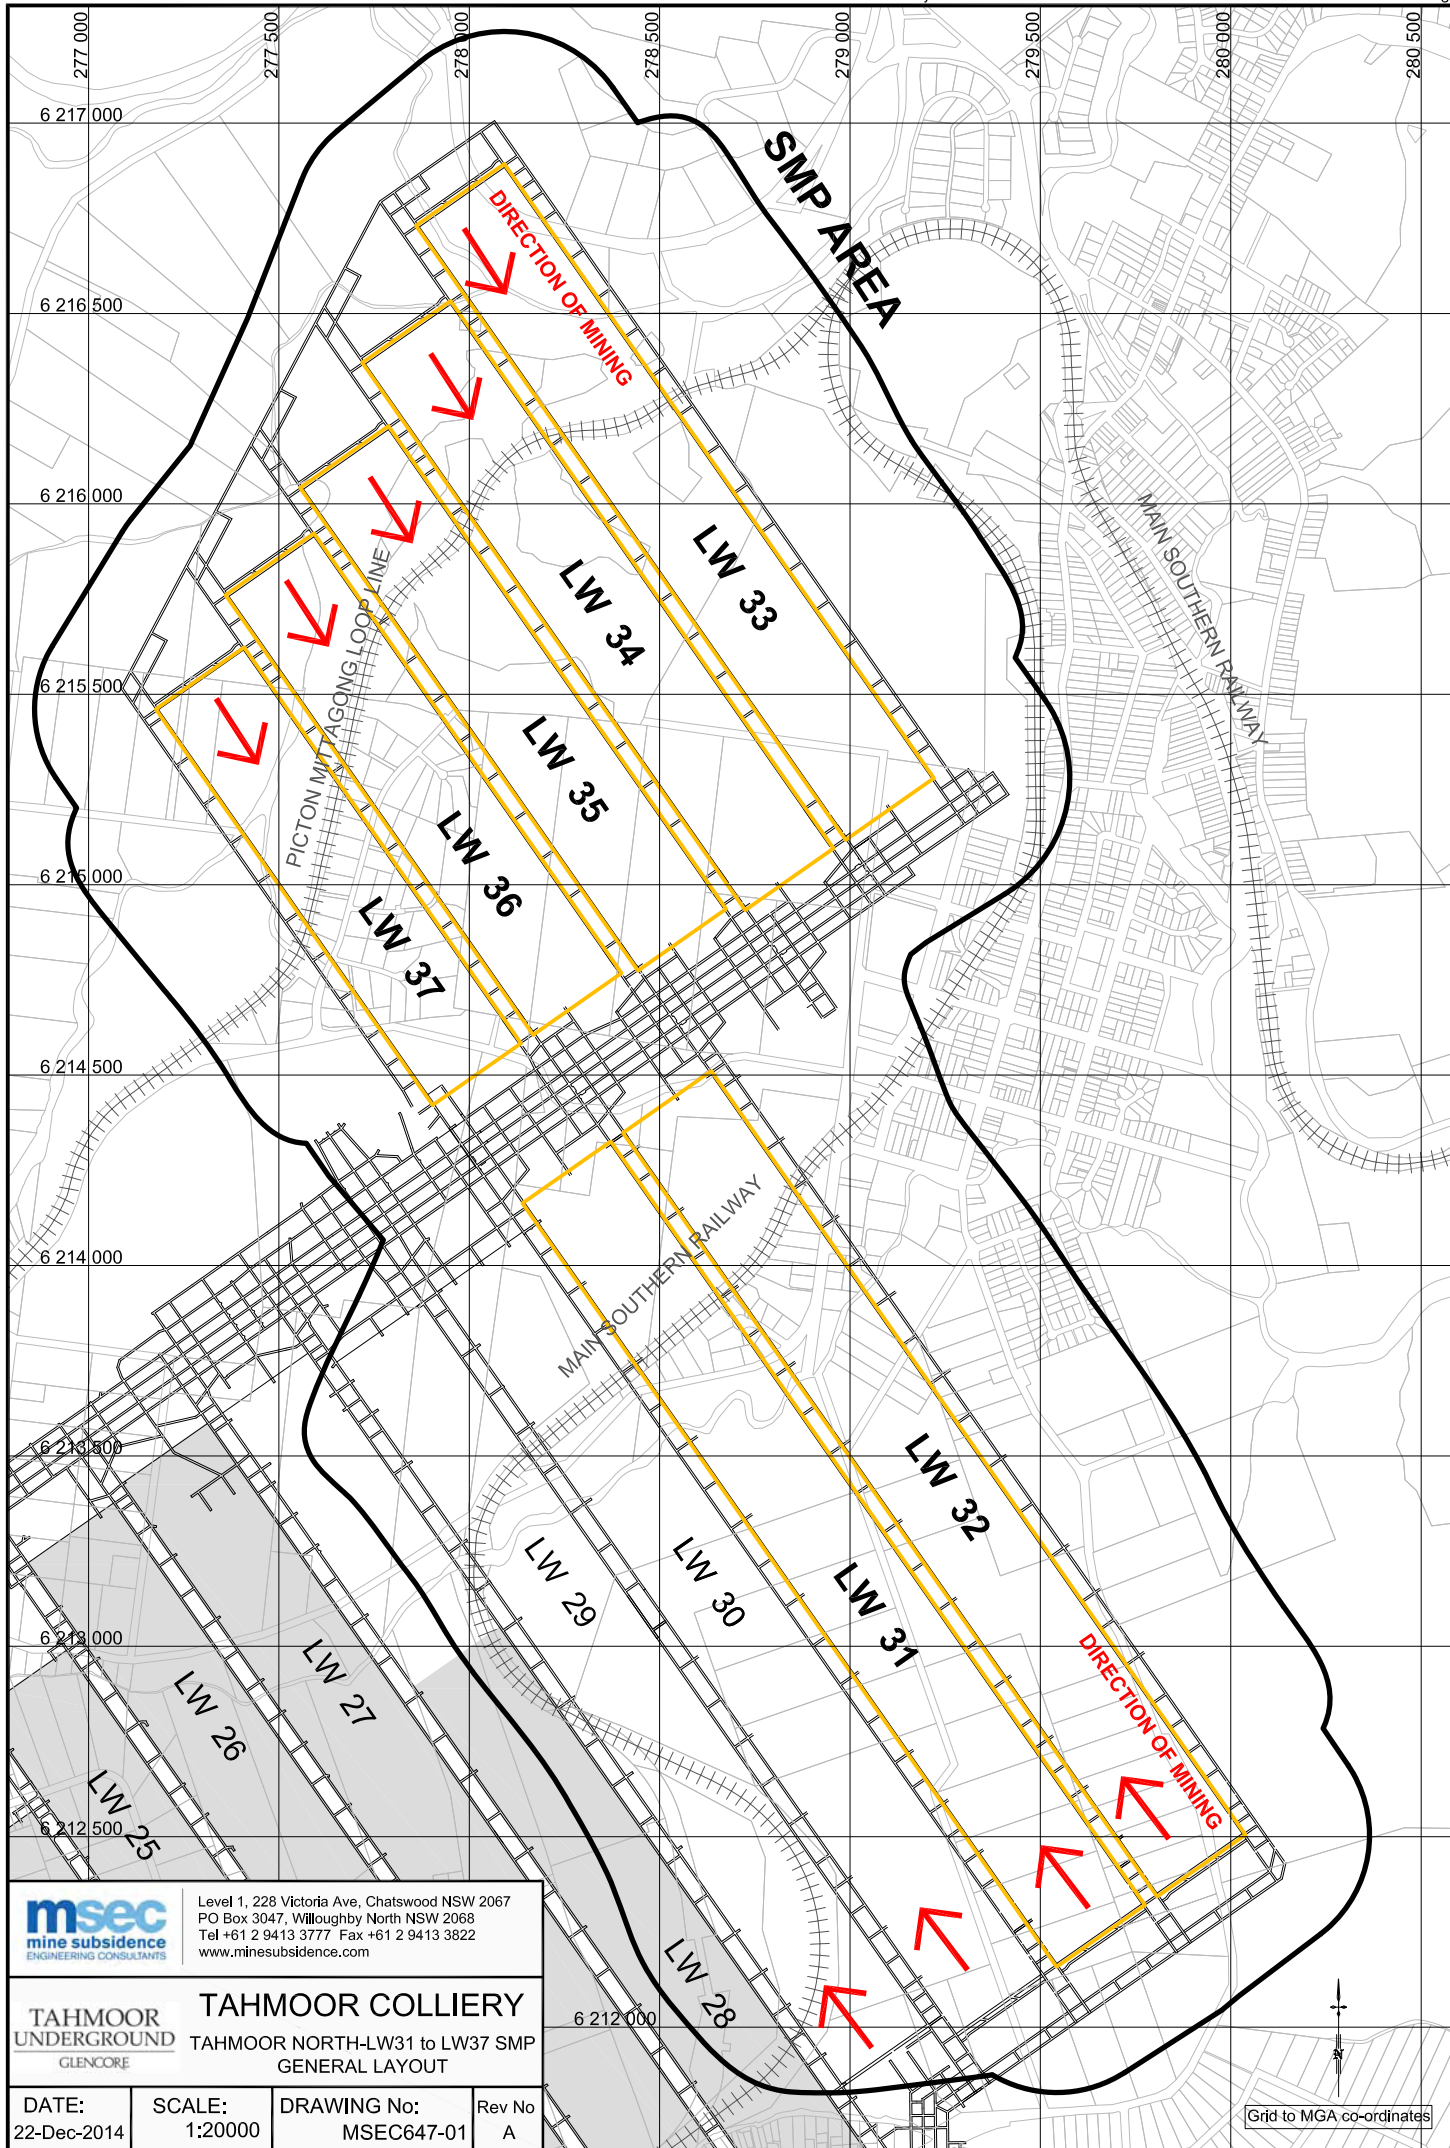 277 000
277 500
278 000
278 500
279 000
279 500
280 000
280 500
6 217 000
6 216 500
6 216 000
6 215 500
6 215 000
6 214 500
6 214 000
6 213 500
6 213 000
6 212 500
6 212 000
SMP AREA
DIRECTION OF MINING
LW 33
LW 34
LW 35
LW 36
LW 37
PICTON MITTAGONG LOOP LINE
MAIN SOUTHERN RAILWAY
MAIN SOUTHERN RAILWAY
LW 32
LW 31
LW 30
LW 29
LW 28
LW 27
LW 26
LW 25
DIRECTION OF MINING
msec
mine subsidence
ENGINEERING CONSULTANTS
Level 1, 228 Victoria Ave, Chatswood NSW 2067
PO Box 3047, Willoughby North NSW 2068
Tel +61 2 9413 3777 Fax +61 2 9413 3822
www.minesubsidence.com
TAHMOOR
UNDERGROUND
GLENCORE
TAHMOOR COLLIERY
TAHMOOR NORTH-LW31 to LW37 SMP
GENERAL LAYOUT
DATE:
22-Dec-2014
SCALE:
1:20000
DRAWING No:
MSEC647-01
Rev No
A
N
Grid to MGA co-ordinates